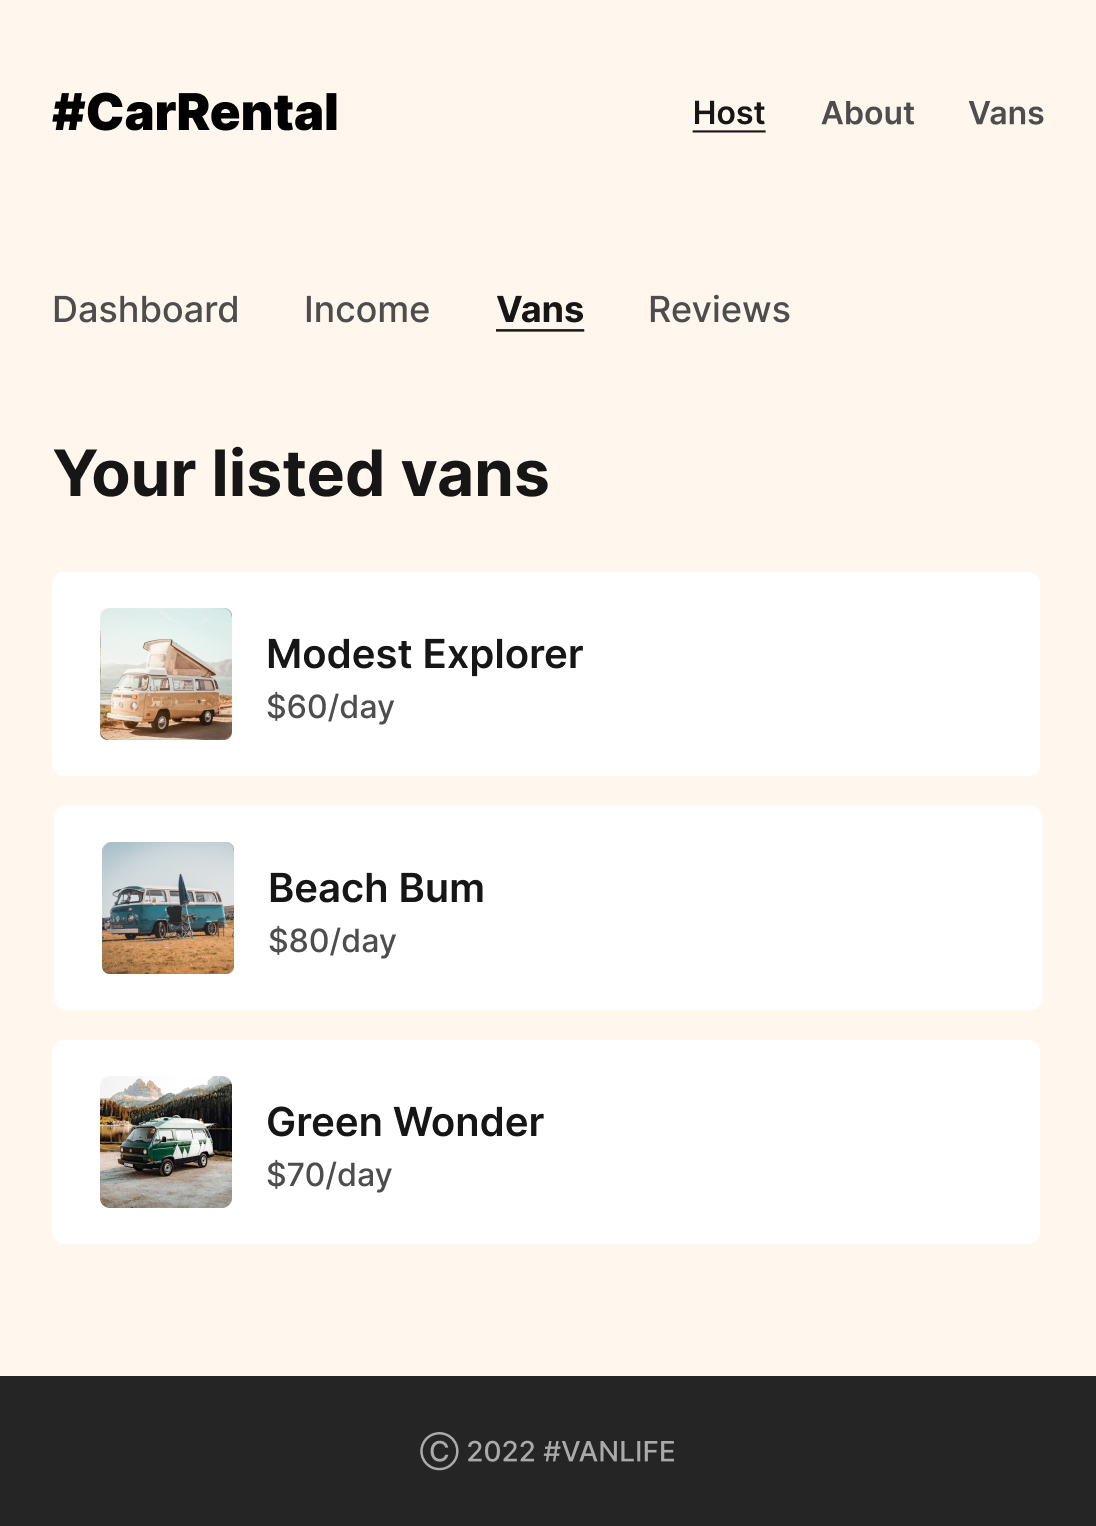 #CarRental
Host About Vans
Dashboard Income Vans Reviews
Your listed vans
Modest Explorer
$60/day
Beach Bum
$80/day
Green Wonder
$70/day
Ⓒ 2022 #VANLIFE